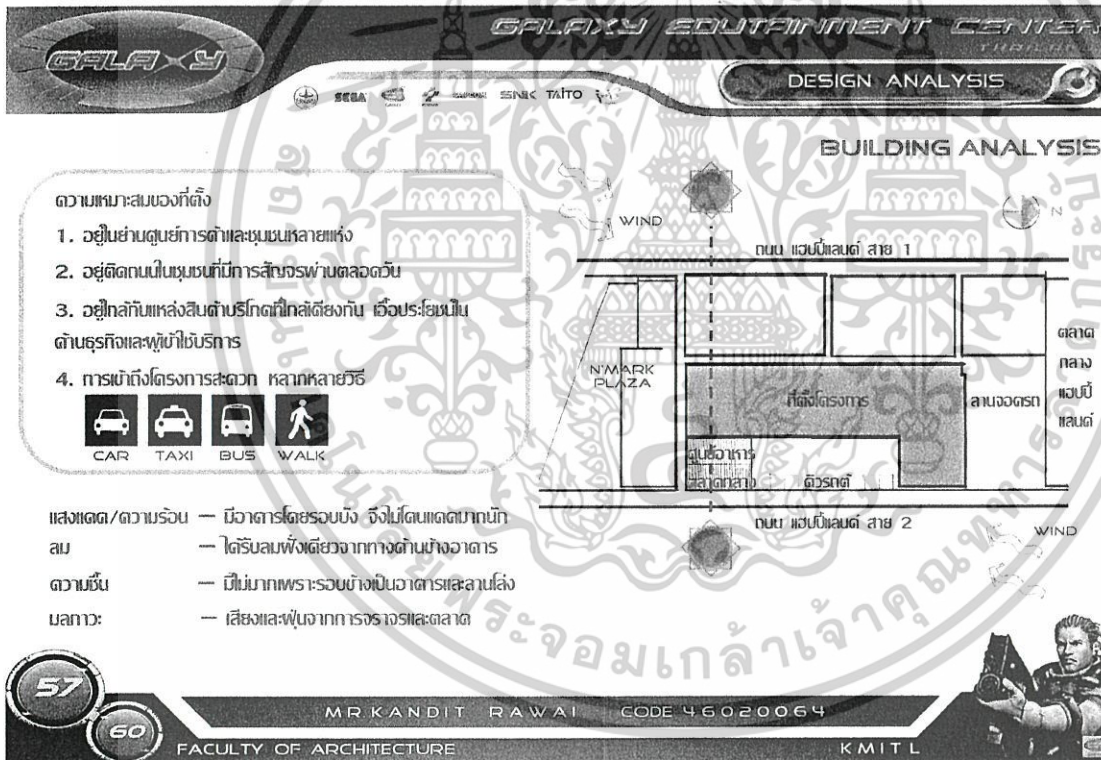 GALAXY EDUTAINMENT CENTER
THAILAND
GALAXY
DESIGN ANALYSIS
SEGA SNK TAITO
BUILDING ANALYSIS
ความเหมาะสมของที่ตั้ง
1. อยู่ในย่านศูนย์การค้าและชุมชนหลายแห่ง
2. อยู่ติดถนนในชุมชนที่มีการสัญจรผ่านตลอดวัน
3. อยู่ใกล้กับแหล่งสินค้าบริโภคที่ใกล้เคียงกัน เอื้อประโยชน์ใน
ด้านธุรกิจและผู้เข้าใช้บริการ
4. การเข้าถึงโครงการสะดวก หลากหลายวิธี
CAR TAXI BUS WALK
WIND
N
ถนน แฮปปี้แลนด์ สาย 1
N'MARK
PLAZA
ที่ตั้งโครงการ
ลานจอดรถ
ตลาด
กลาง
แฮปปี้
แลนด์
ศูนย์อาหาร
ตลาดกลาง
คิวรถตู้
ถนน แฮปปี้แลนด์ สาย 2
WIND
แสงแดด/ความร้อน — มีอาคารโดยรอบบัง จึงไม่โดนแดดมากนัก
ลม — ได้รับลมฝั่งเดียวจากทางด้านข้างอาคาร
ความชื้น — มีไม่มากเพราะรอบข้างเป็นอาคารและลานโล่ง
มลภาวะ — เสียงและฝุ่นจากการจราจรและตลาด
57
60
MR.KANDIT RAWAI CODE 46020064
FACULTY OF ARCHITECTURE KMITL